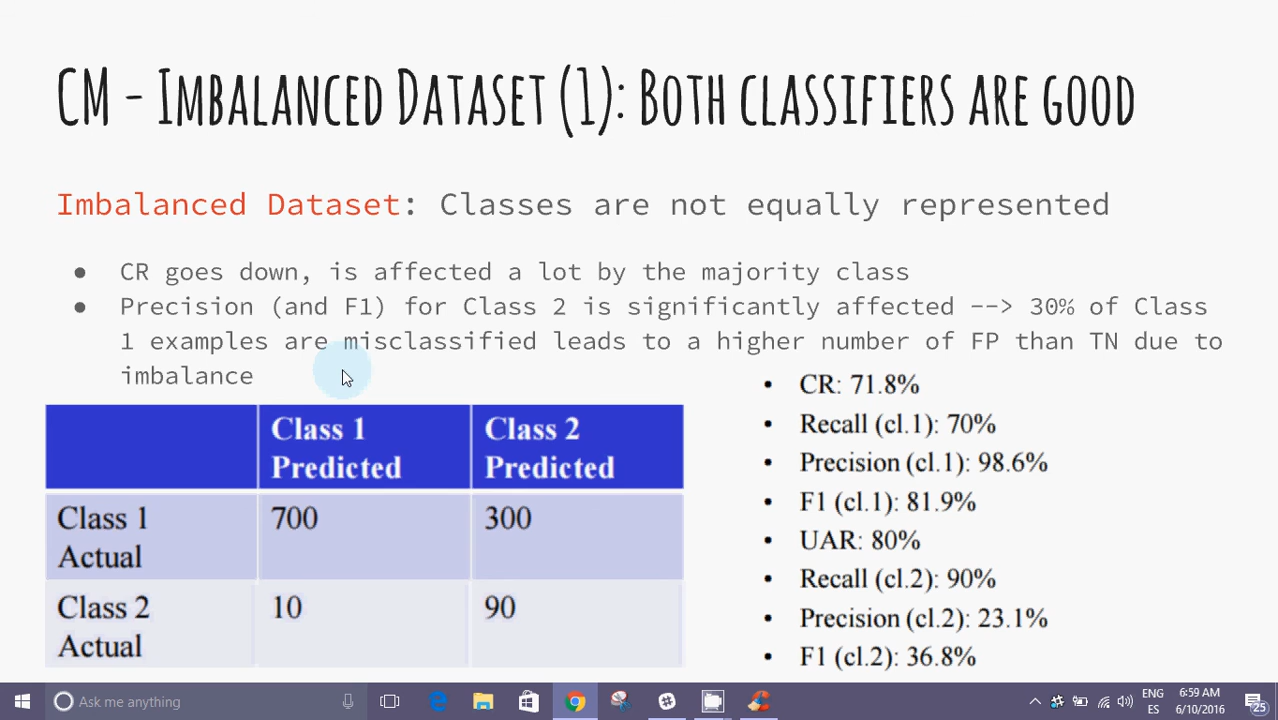 CM - Imbalanced Dataset (1): Both classifiers are good
Imbalanced Dataset: Classes are not equally represented
● CR goes down, is affected a lot by the majority class
● Precision (and F1) for Class 2 is significantly affected --> 30% of Class
1 examples are misclassified leads to a higher number of FP than TN due to
imbalance
Class 1 Class 2
Predicted Predicted
Class 1 700 300
Actual
Class 2 10 90
Actual
• CR: 71.8%
• Recall (cl.1): 70%
• Precision (cl.1): 98.6%
• F1 (cl.1): 81.9%
• UAR: 80%
• Recall (cl.2): 90%
• Precision (cl.2): 23.1%
• F1 (cl.2): 36.8%
Ask me anything
ENG 6:59 AM
ES 6/10/2016 25